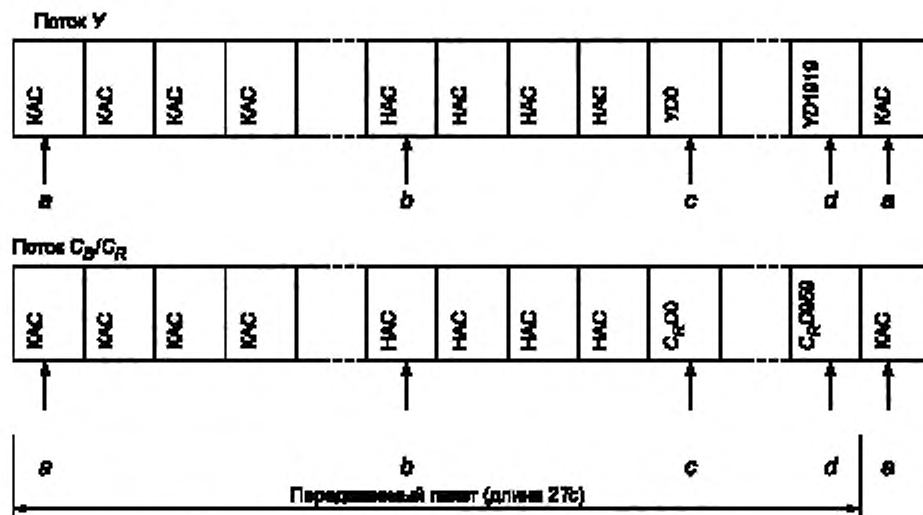 Поток Y
КАС КАС КАС КАС НАС НАС НАС НАС YD0 YD1919 КАС
a b c d a
Поток C_B/C_R
КАС КАС КАС КАС НАС НАС НАС НАС C_RD0 C_RD959 КАС
a b c d a
Передаваемый пакет (длина 27b)